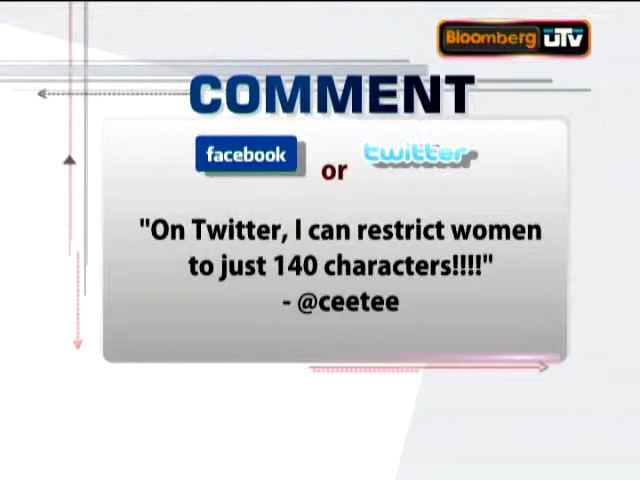 Bloomberg UTV
COMMENT
facebook
or
twitter
"On Twitter, I can restrict women
to just 140 characters!!!!"
- @ceetee